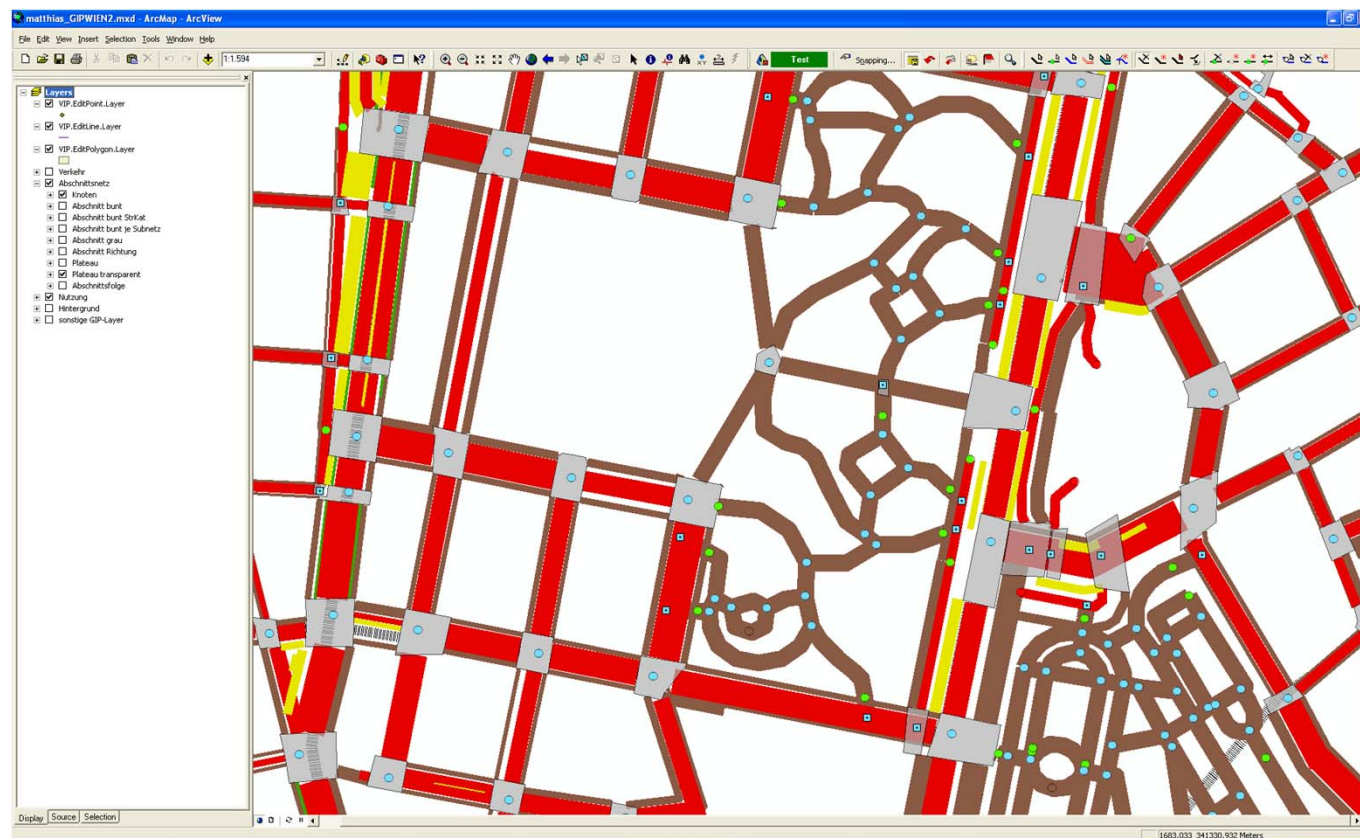 matthias_GIPWIEN2.mxd - ArcMap - ArcView
File Edit View Insert Selection Tools Window Help
1:1.594
Test
Snapping...
Layers
VIP.EditPoint.Layer
VIP.EditLine.Layer
VIP.EditPolygon.Layer
Verkehr
Abschnittsnetz
Knoten
Abschnitt bunt
Abschnitt bunt StrKat
Abschnitt bunt je Subnetz
Abschnitt grau
Abschnitt Richtung
Plateau
Plateau transparent
Abschnittsfolge
Nutzung
Hintergrund
sonstige GIP-Layer
Display Source Selection
1683,033 341330,932 Meters